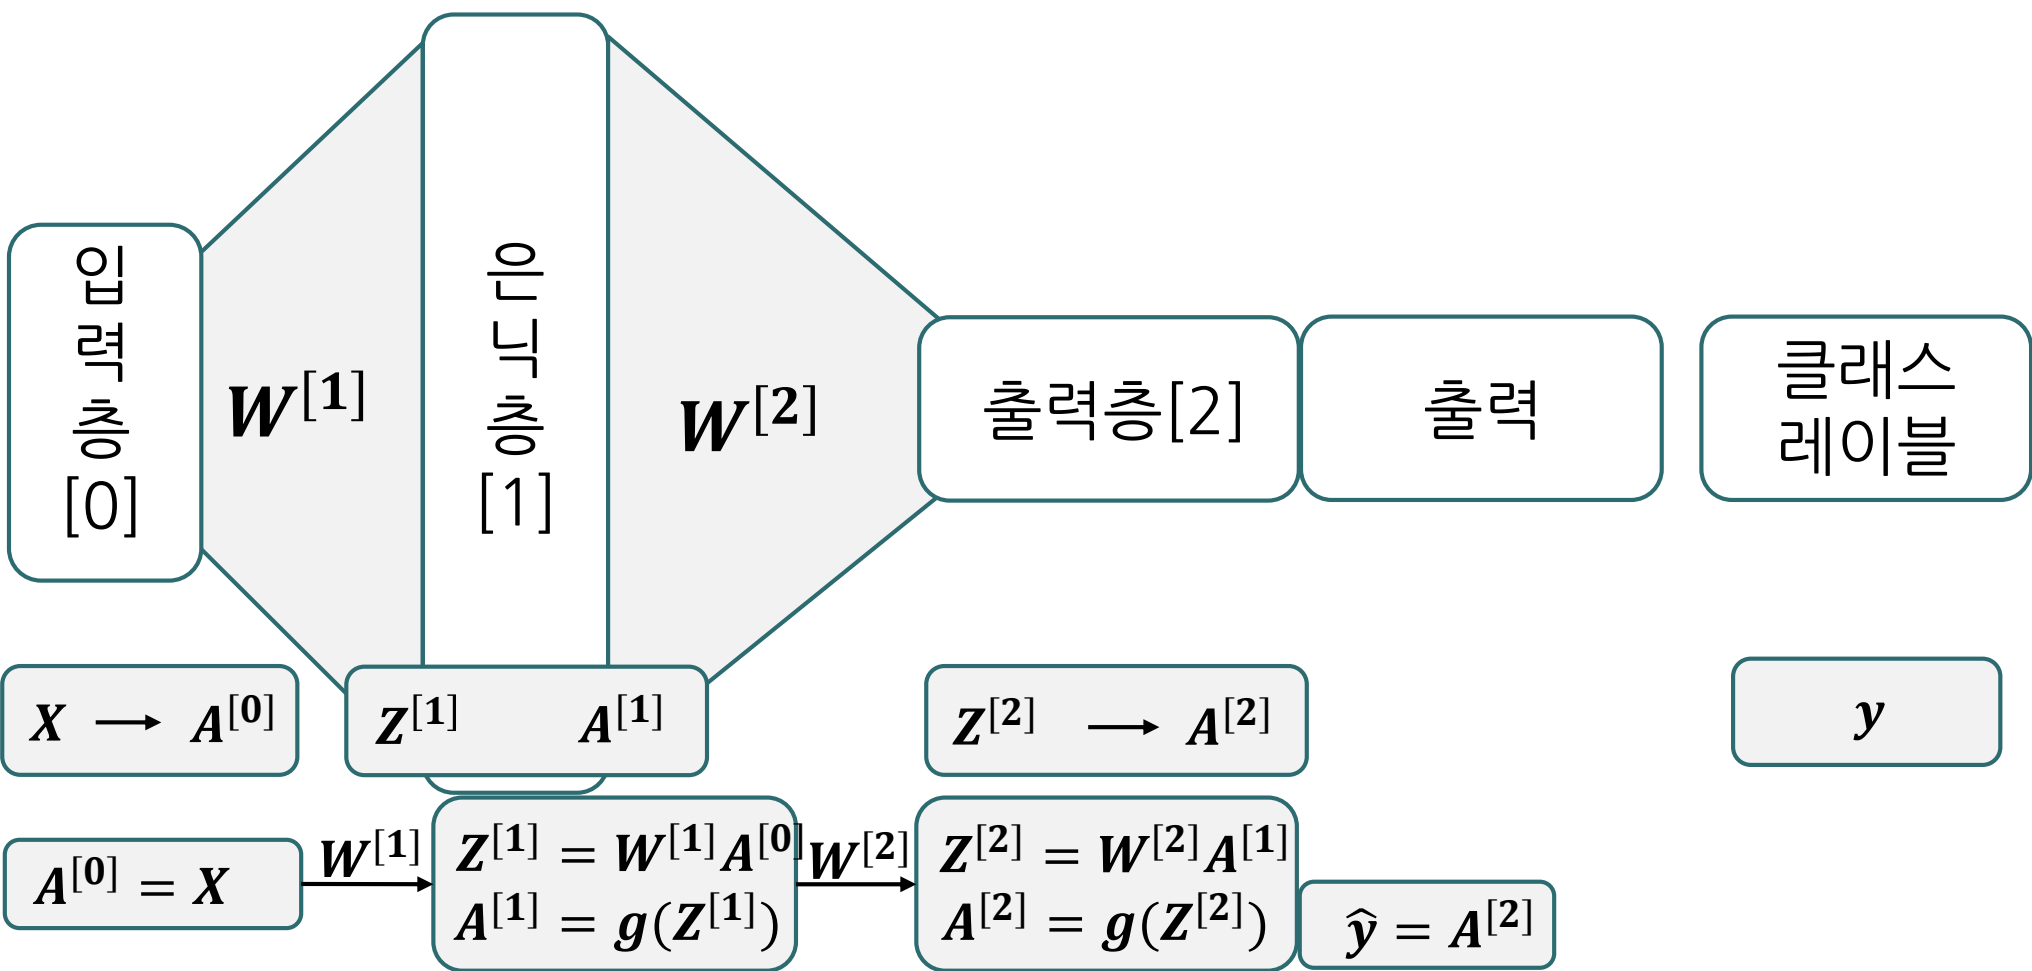 입
력
층
[0]
W^[1]
은
닉
층
[1]
W^[2]
출력층[2]
출력
클래스
레이블
X → A^[0]
Z^[1] A^[1]
Z^[2] → A^[2]
y
A^[0] = X
W^[1]
Z^[1] = W^[1]A^[0]
A^[1] = g(Z^[1])
W^[2]
Z^[2] = W^[2]A^[1]
A^[2] = g(Z^[2])
ŷ = A^[2]